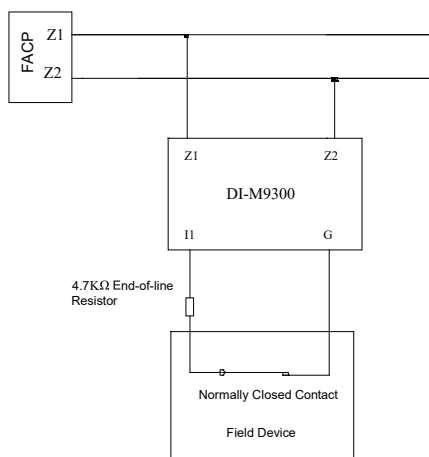 FACP
Z1
Z2
Z1 Z2
DI-M9300
I1 G
4.7KΩ End-of-line
Resistor
Normally Closed Contact
Field Device